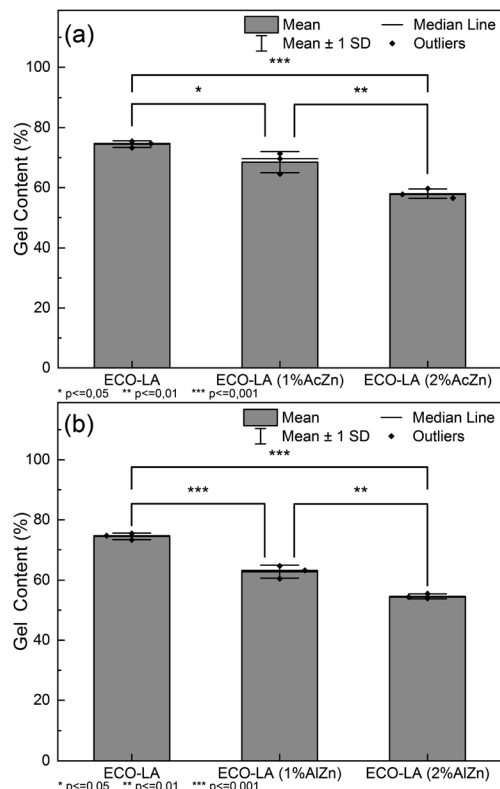 (a)
Mean
Median Line
Mean ± 1 SD
Outliers
100
***
*
**
80
60
40
20
0
Gel Content (%)
ECO-LA
ECO-LA (1%AcZn)
ECO-LA (2%AcZn)
* p<=0,05 ** p<=0,01 *** p<=0,001
(b)
Mean
Median Line
Mean ± 1 SD
Outliers
100
***
***
**
80
60
40
20
0
Gel Content (%)
ECO-LA
ECO-LA (1%AlZn)
ECO-LA (2%AlZn)
* p<=0.05 ** p<=0.01 *** p<=0.001